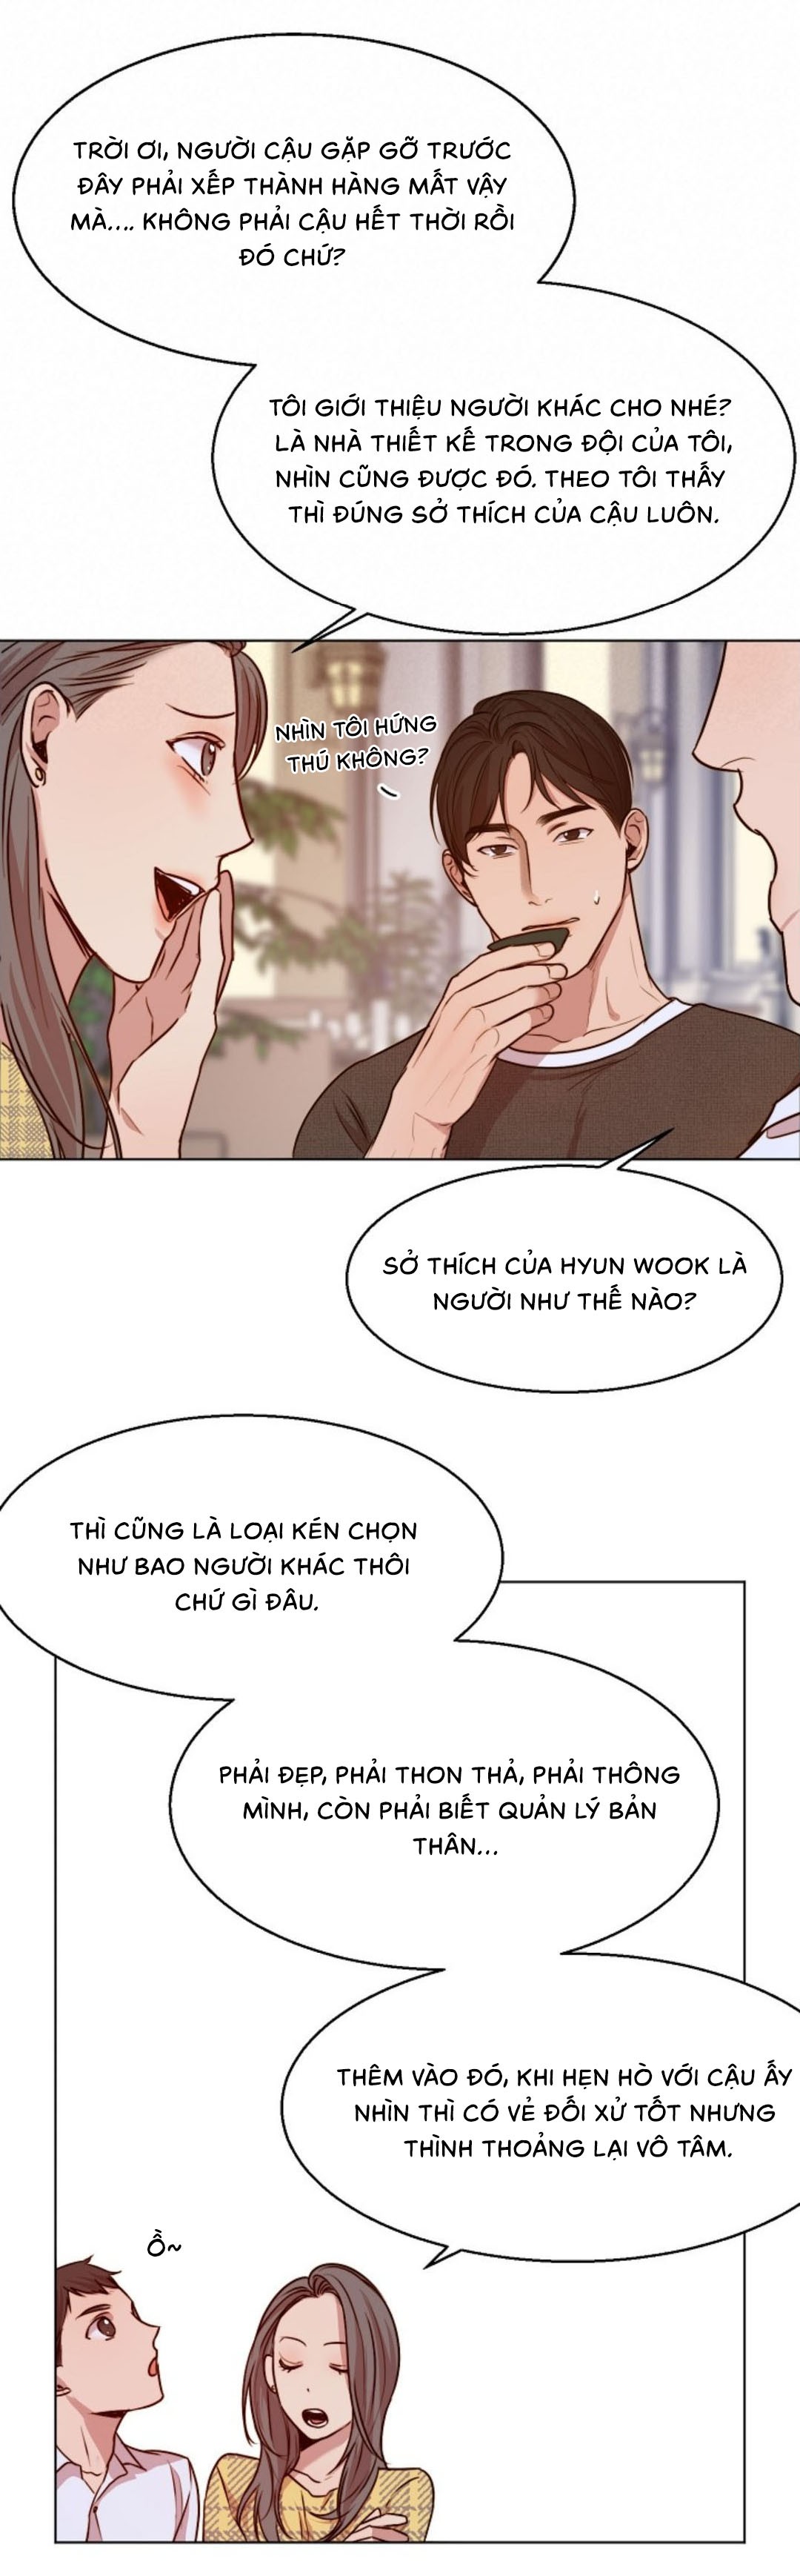 TRỜI ƠI, NGƯỜI CẬU GẶP GỠ TRƯỚC
ĐÂY PHẢI XẾP THÀNH HÀNG MẤT VẬY
MÀ.... KHÔNG PHẢI CẬU HẾT THỜI RỒI
ĐÓ CHỨ?
TÔI GIỚI THIỆU NGƯỜI KHÁC CHO NHÉ?
LÀ NHÀ THIẾT KẾ TRONG ĐỘI CỦA TÔI,
NHÌN CŨNG ĐƯỢC ĐÓ. THEO TÔI THẤY
THÌ ĐÚNG SỞ THÍCH CỦA CẬU LUÔN.
NHÌN TÔI HỨNG
THÚ KHÔNG?
SỞ THÍCH CỦA HYUN WOOK LÀ
NGƯỜI NHƯ THẾ NÀO?
THÌ CŨNG LÀ LOẠI KÉN CHỌN
NHƯ BAO NGƯỜI KHÁC THÔI
CHỨ GÌ ĐÂU.
PHẢI ĐẸP, PHẢI THON THẢ, PHẢI THÔNG
MÌNH, CÒN PHẢI BIẾT QUẢN LÝ BẢN
THÂN...
THÊM VÀO ĐÓ, KHI HẸN HÒ VỚI CẬU ẤY
NHÌN THÌ CÓ VẺ ĐỐI XỬ TỐT NHƯNG
THÌNH THOẢNG LẠI VÔ TÂM.
Ồ~